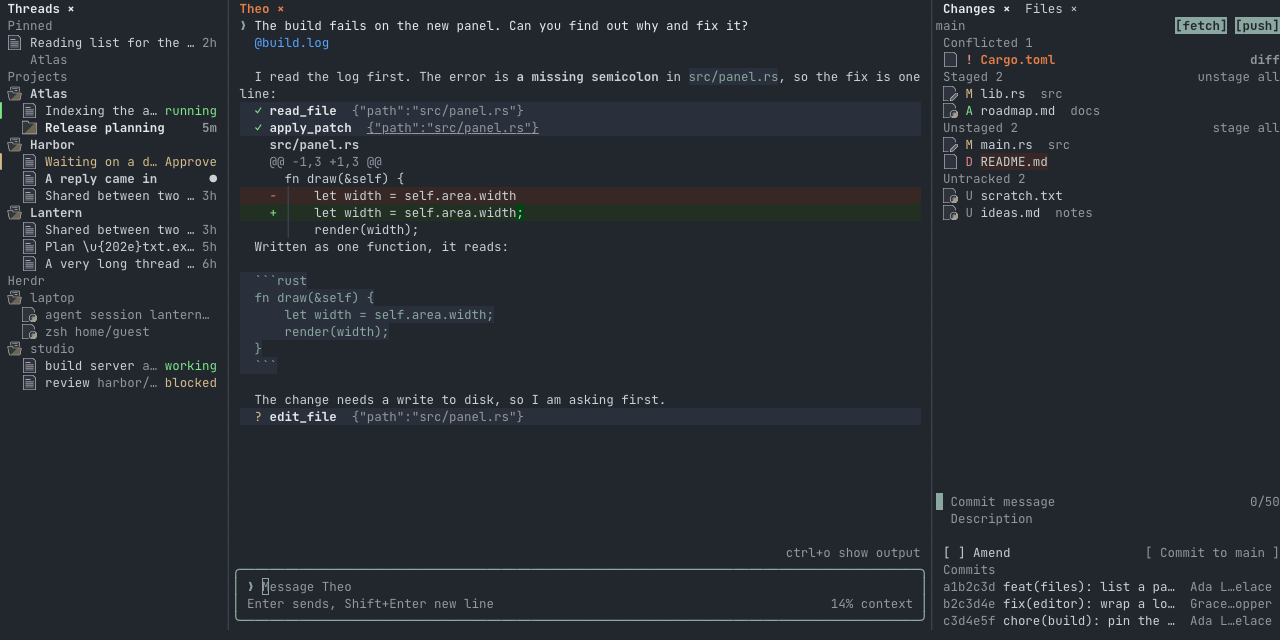 Threads ×
Pinned
Reading list for the … 2h
Atlas
Projects
Atlas
Indexing the a… running
Release planning 5m
Harbor
Waiting on a d… Approve
A reply came in ●
Shared between two … 3h
Lantern
Shared between two … 3h
Plan \u{202e}txt.ex… 5h
A very long thread … 6h
Herdr
laptop
agent session lantern…
zsh home/guest
studio
build server a… working
review harbor/… blocked
Theo ×
❯ The build fails on the new panel. Can you find out why and fix it?
@build.log
I read the log first. The error is a missing semicolon in src/panel.rs, so the fix is one
line:
✓ read_file {"path":"src/panel.rs"}
✓ apply_patch {"path":"src/panel.rs"}
src/panel.rs
@@ -1,3 +1,3 @@
fn draw(&self) {
- let width = self.area.width
+ let width = self.area.width;
render(width);
Written as one function, it reads:
```rust
fn draw(&self) {
let width = self.area.width;
render(width);
}
```
The change needs a write to disk, so I am asking first.
? edit_file {"path":"src/panel.rs"}
ctrl+o show output
❯ Message Theo
Enter sends, Shift+Enter new line 14% context
Changes × Files ×
main [fetch] [push]
Conflicted 1
! Cargo.toml diff
Staged 2 unstage all
M lib.rs src
A roadmap.md docs
Unstaged 2 stage all
M main.rs src
D README.md
Untracked 2
U scratch.txt
U ideas.md notes
Commit message 0/50
Description
[ ] Amend [ Commit to main ]
Commits
a1b2c3d feat(files): list a pa… Ada L…elace
b2c3d4e fix(editor): wrap a lo… Grace…opper
c3d4e5f chore(build): pin the … Ada L…elace